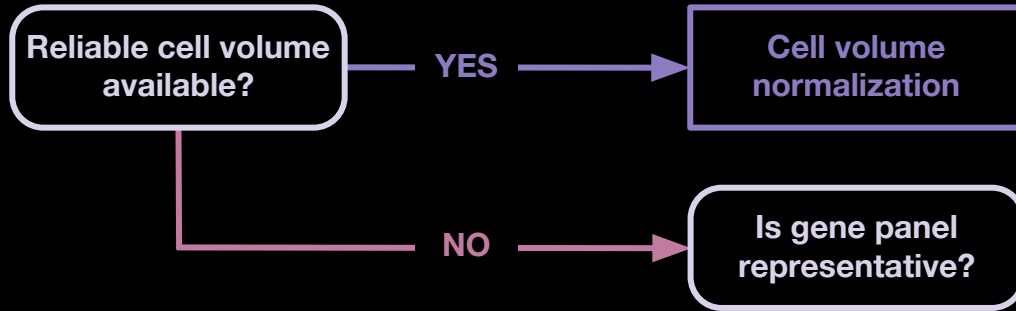 Reliable cell volume
available?
YES
Cell volume
normalization
NO
Is gene panel
representative?